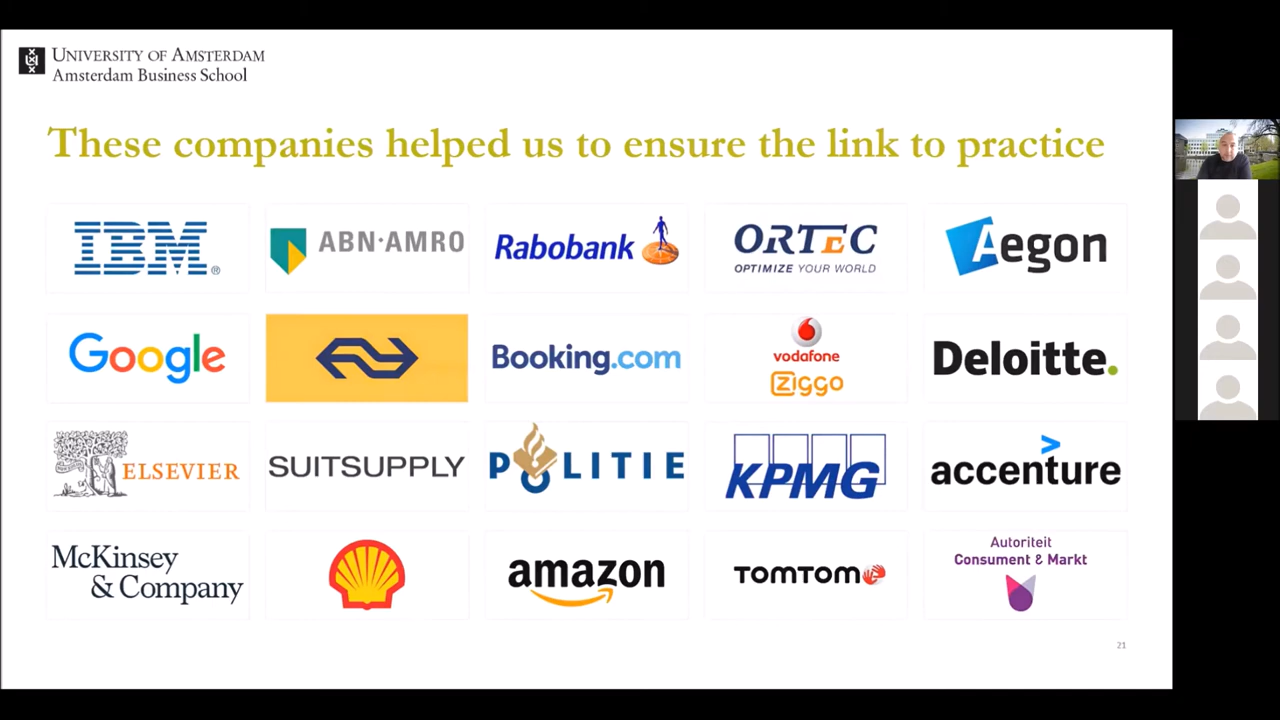 UNIVERSITY OF AMSTERDAM
Amsterdam Business School
These companies helped us to ensure the link to practice
IBM®
ABN·AMRO
Rabobank
ORTEC
OPTIMIZE YOUR WORLD
Aegon
Google
Booking.com
vodafone
ziggo
Deloitte.
ELSEVIER
SUITSUPPLY
POLITIE
KPMG
accenture
McKinsey
& Company
amazon
TOMTOM
Autoriteit
Consument & Markt
21